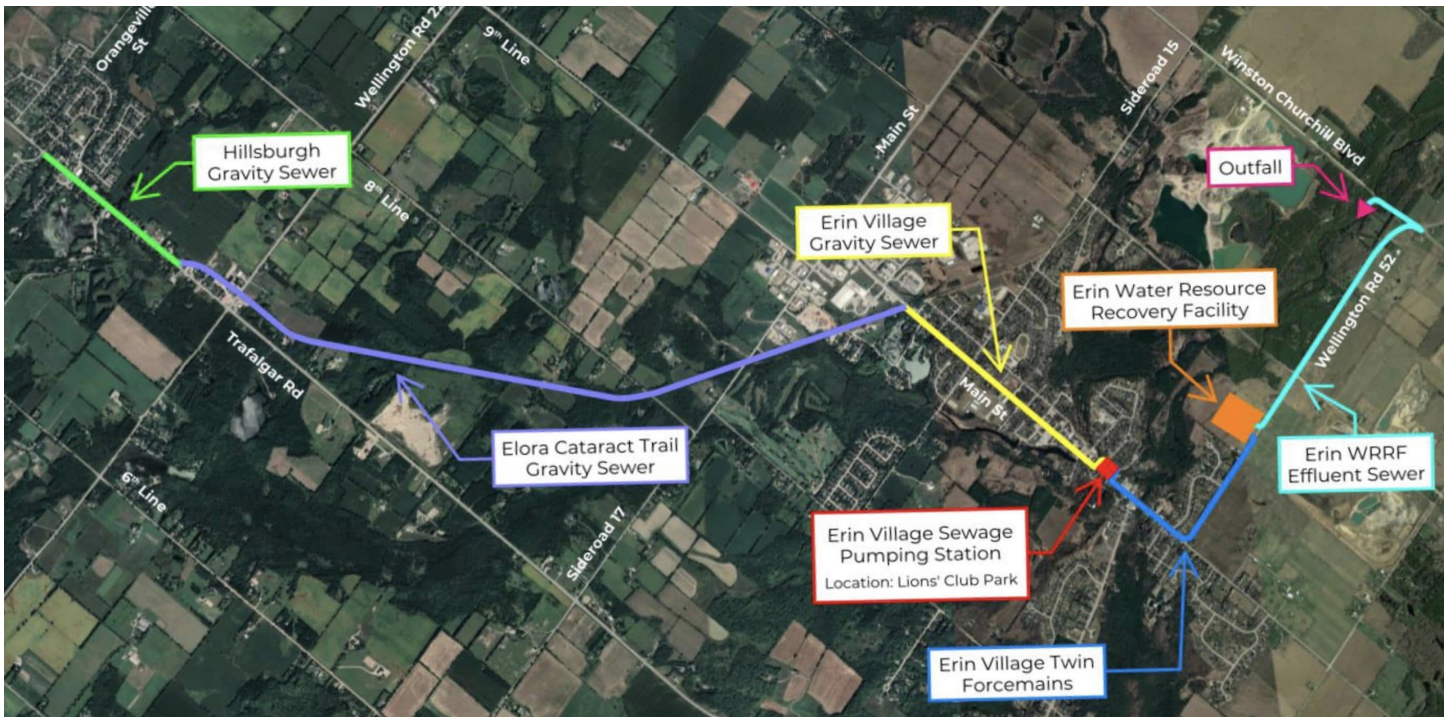 Orangeville
St
Wellington Rd 22
9th Line
Main St
Sideroad 15
Winston Churchill Blvd
Hillsburgh
Gravity Sewer
8th Line
Outfall
Erin Village
Gravity Sewer
Erin Water Resource
Recovery Facility
Wellington Rd 52
Trafalgar Rd
Main St
Elora Cataract Trail
Gravity Sewer
Erin WRRF
Effluent Sewer
6th Line
Sideroad 17
Erin Village Sewage
Pumping Station
Location: Lions' Club Park
Erin Village Twin
Forcemains